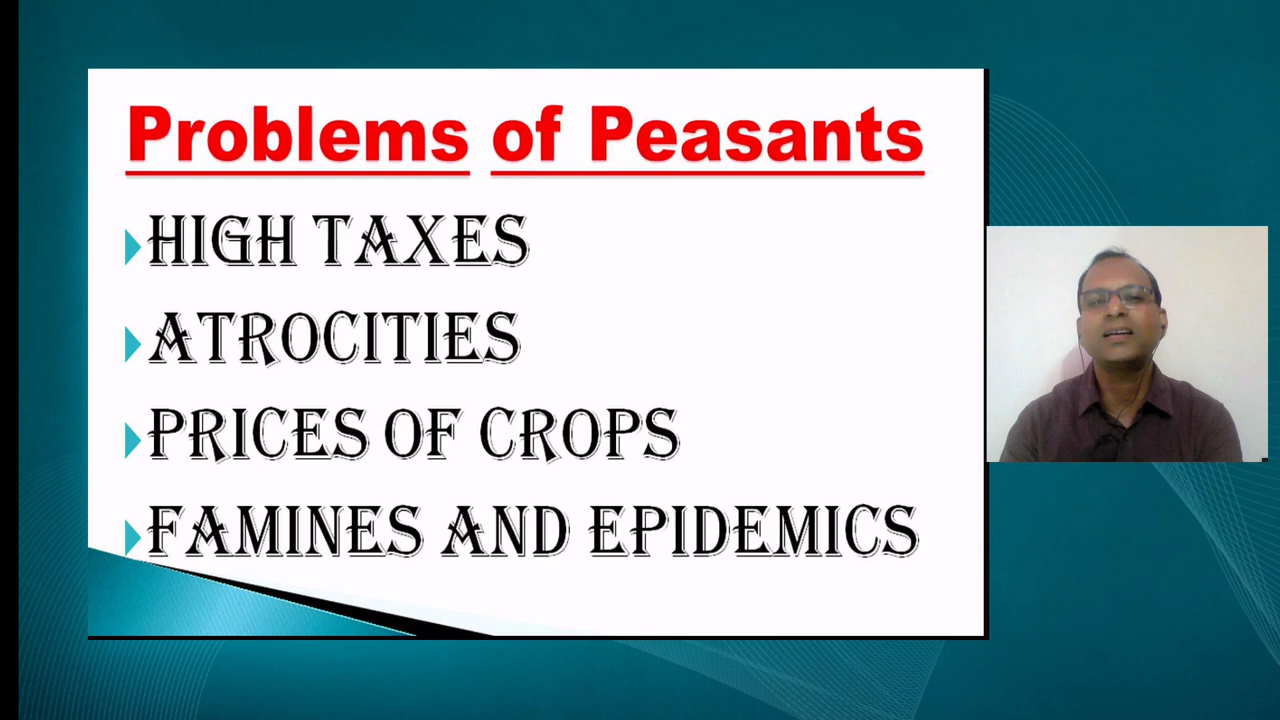 Problems of Peasants
HIGH TAXES
ATROCITIES
PRICES OF CROPS
FAMINES AND EPIDEMICS